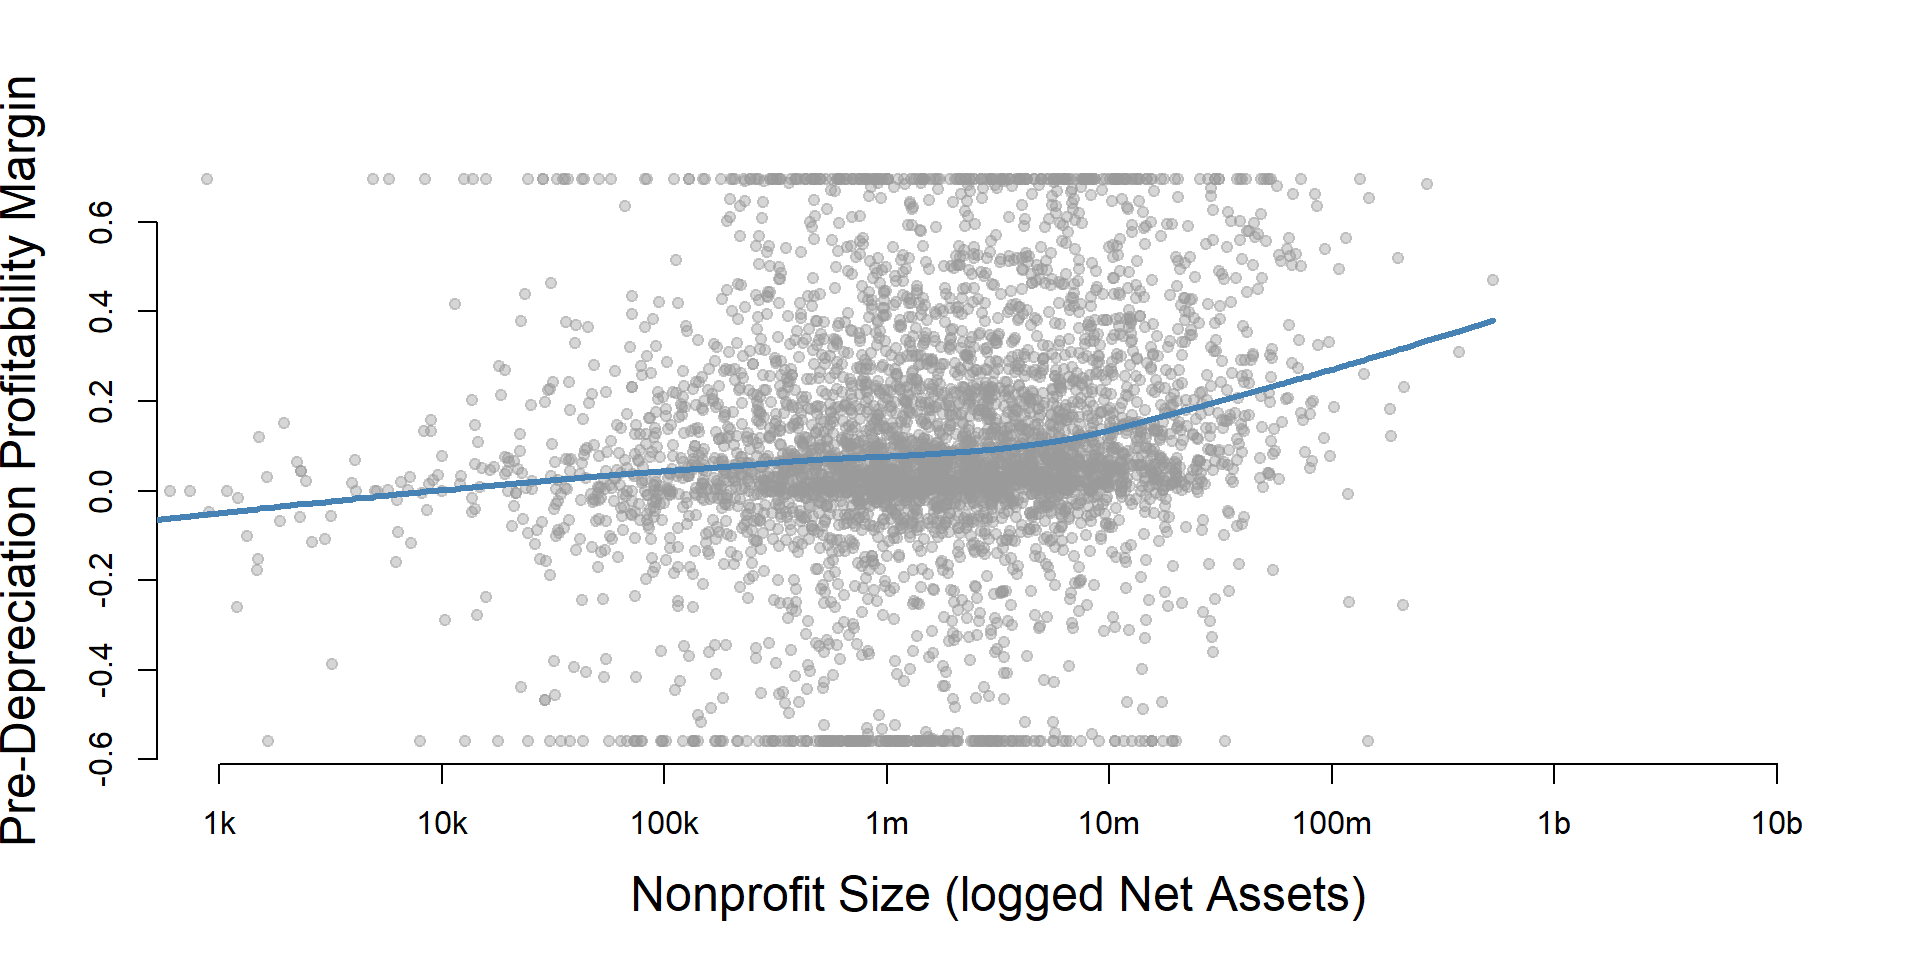 Pre-Depreciation Profitability Margin
0.6
0.4
0.2
0.0
-0.2
-0.4
-0.6
1k 10k 100k 1m 10m 100m 1b 10b
Nonprofit Size (logged Net Assets)